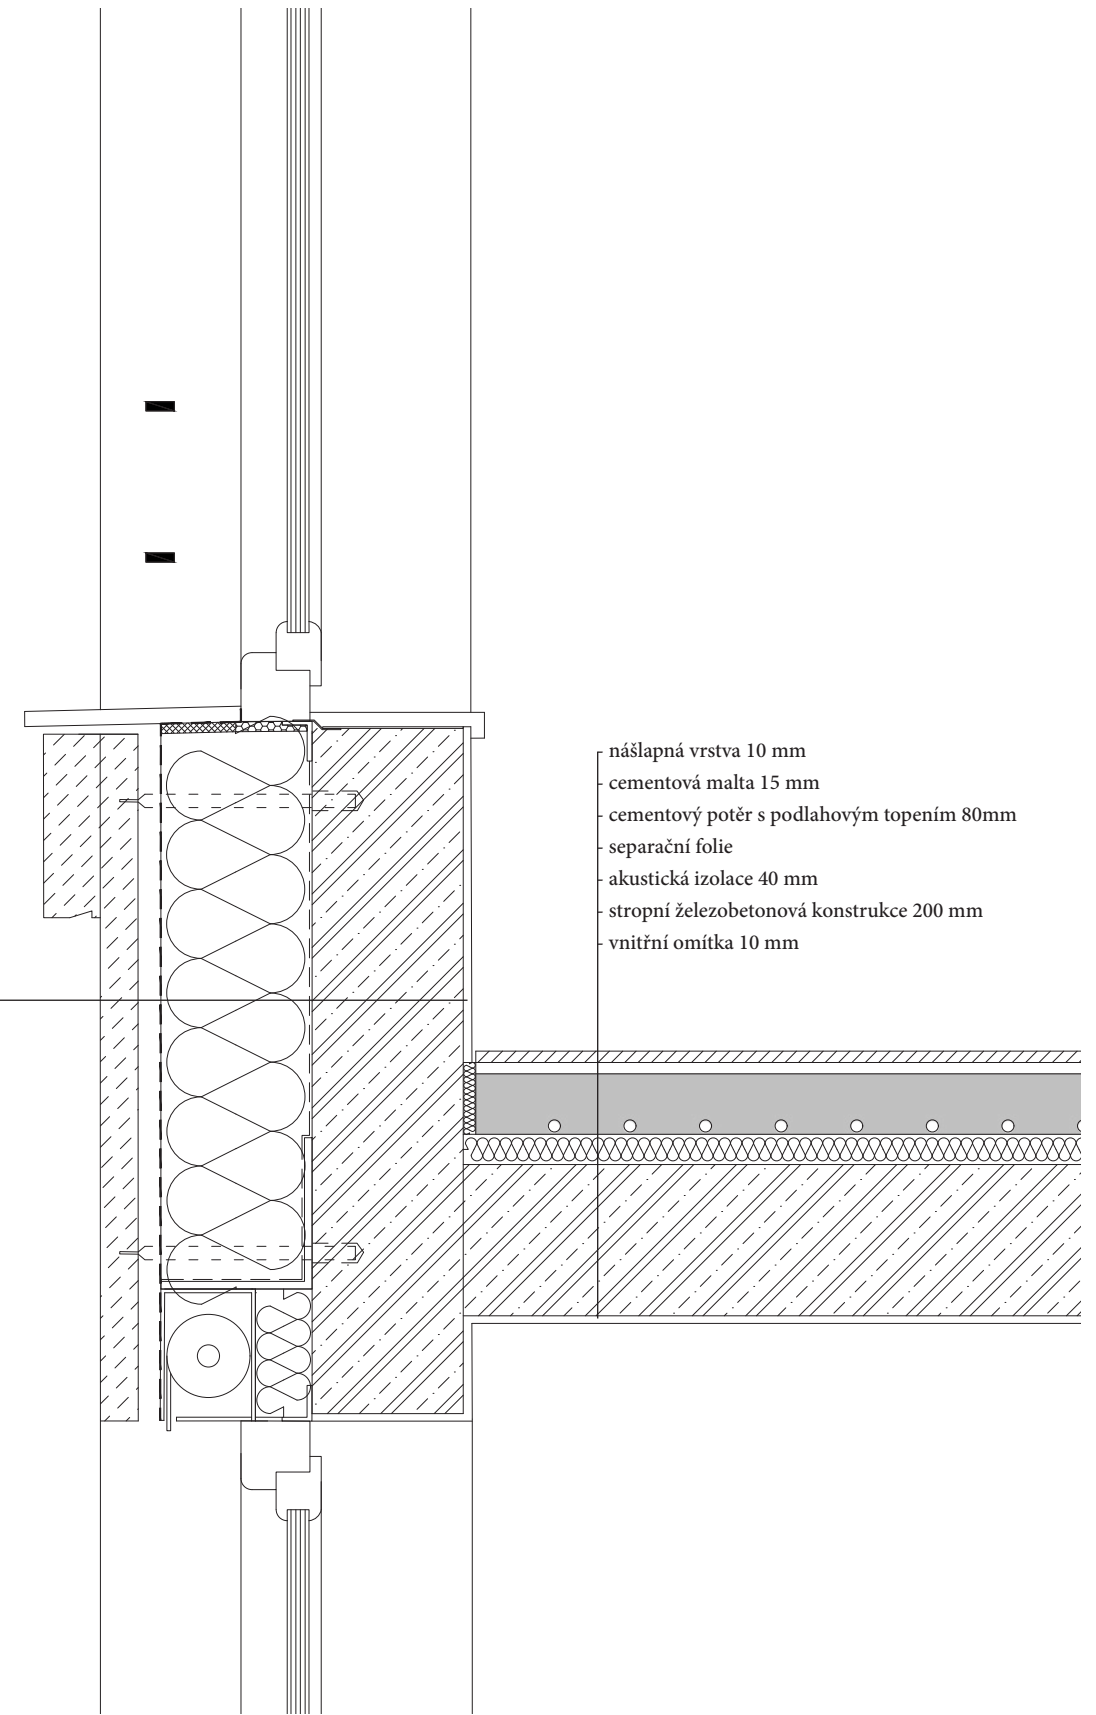 nášlapná vrstva 10 mm
cementová malta 15 mm
cementový potěr s podlahovým topením 80mm
separační folie
akustická izolace 40 mm
stropní železobetonová konstrukce 200 mm
vnitřní omítka 10 mm